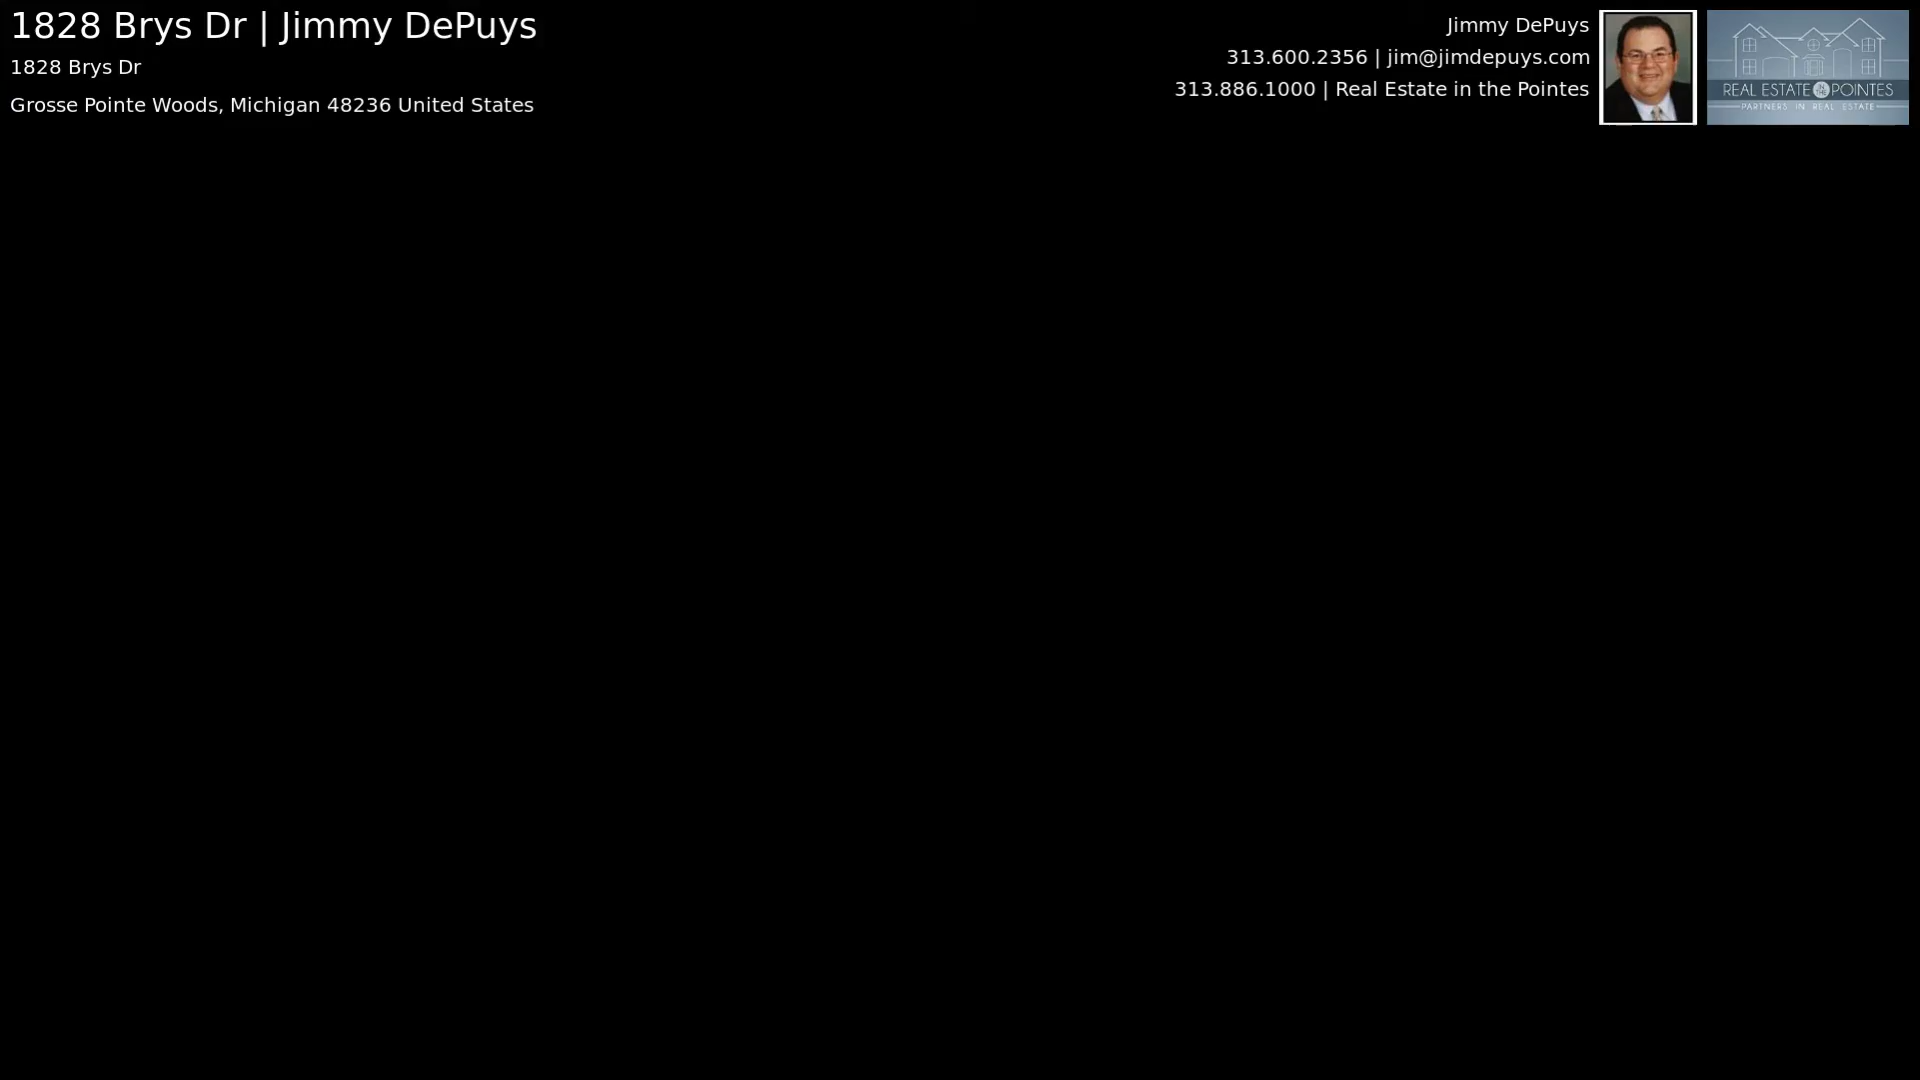 1828 Brys Dr | Jimmy DePuys
1828 Brys Dr
Grosse Pointe Woods, Michigan 48236 United States
Jimmy DePuys
313.600.2356 | jim@jimdepuys.com
313.886.1000 | Real Estate in the Pointes
REAL ESTATE IN THE POINTES
PARTNERS IN REAL ESTATE